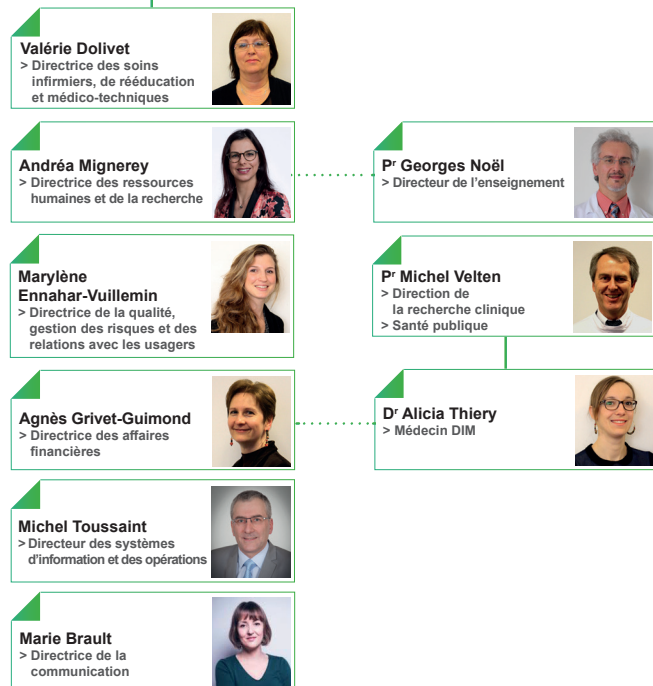 Valérie Dolivet
> Directrice des soins
infirmiers, de rééducation
et médico-techniques
Andréa Mignerey
> Directrice des ressources
humaines et de la recherche
Pr Georges Noël
> Directeur de l'enseignement
Marylène
Ennahar-Vuillemin
> Directrice de la qualité,
gestion des risques et des
relations avec les usagers
Pr Michel Velten
> Direction de
la recherche clinique
> Santé publique
Agnès Grivet-Guimond
> Directrice des affaires
financières
Dr Alicia Thiery
> Médecin DIM
Michel Toussaint
> Directeur des systèmes
d'information et des opérations
Marie Brault
> Directrice de la
communication